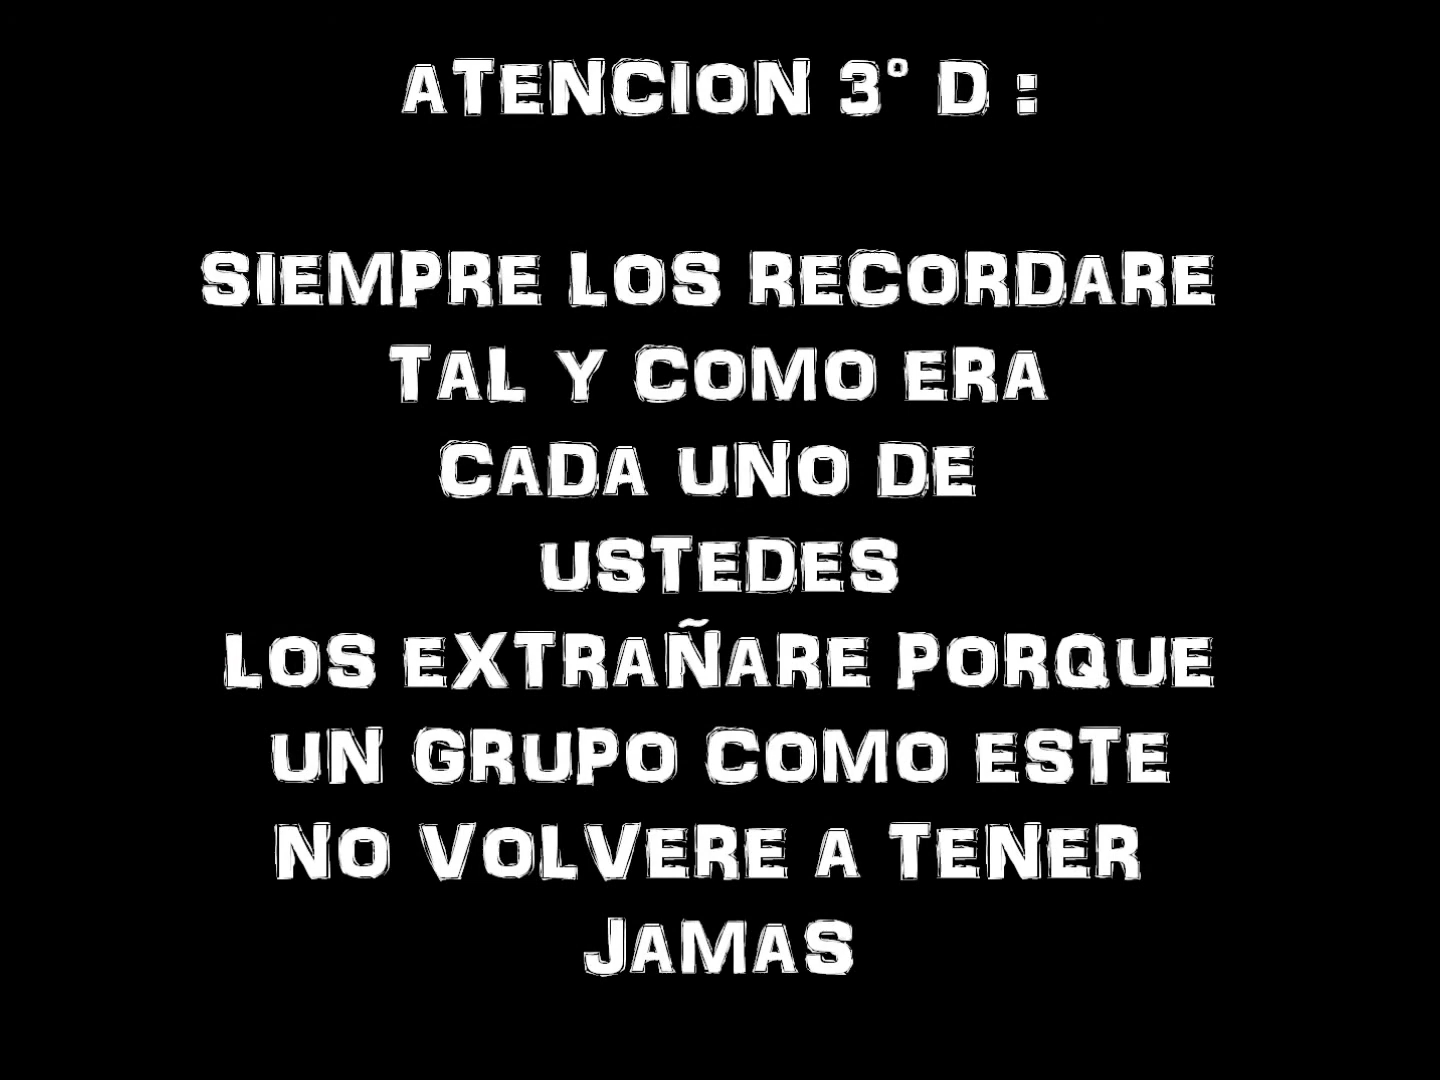 ATENCION 3° D :
SIEMPRE LOS RECORDARE
TAL Y COMO ERA
CADA UNO DE
USTEDES
LOS EXTRAÑARE PORQUE
UN GRUPO COMO ESTE
NO VOLVERE A TENER
JAMAS